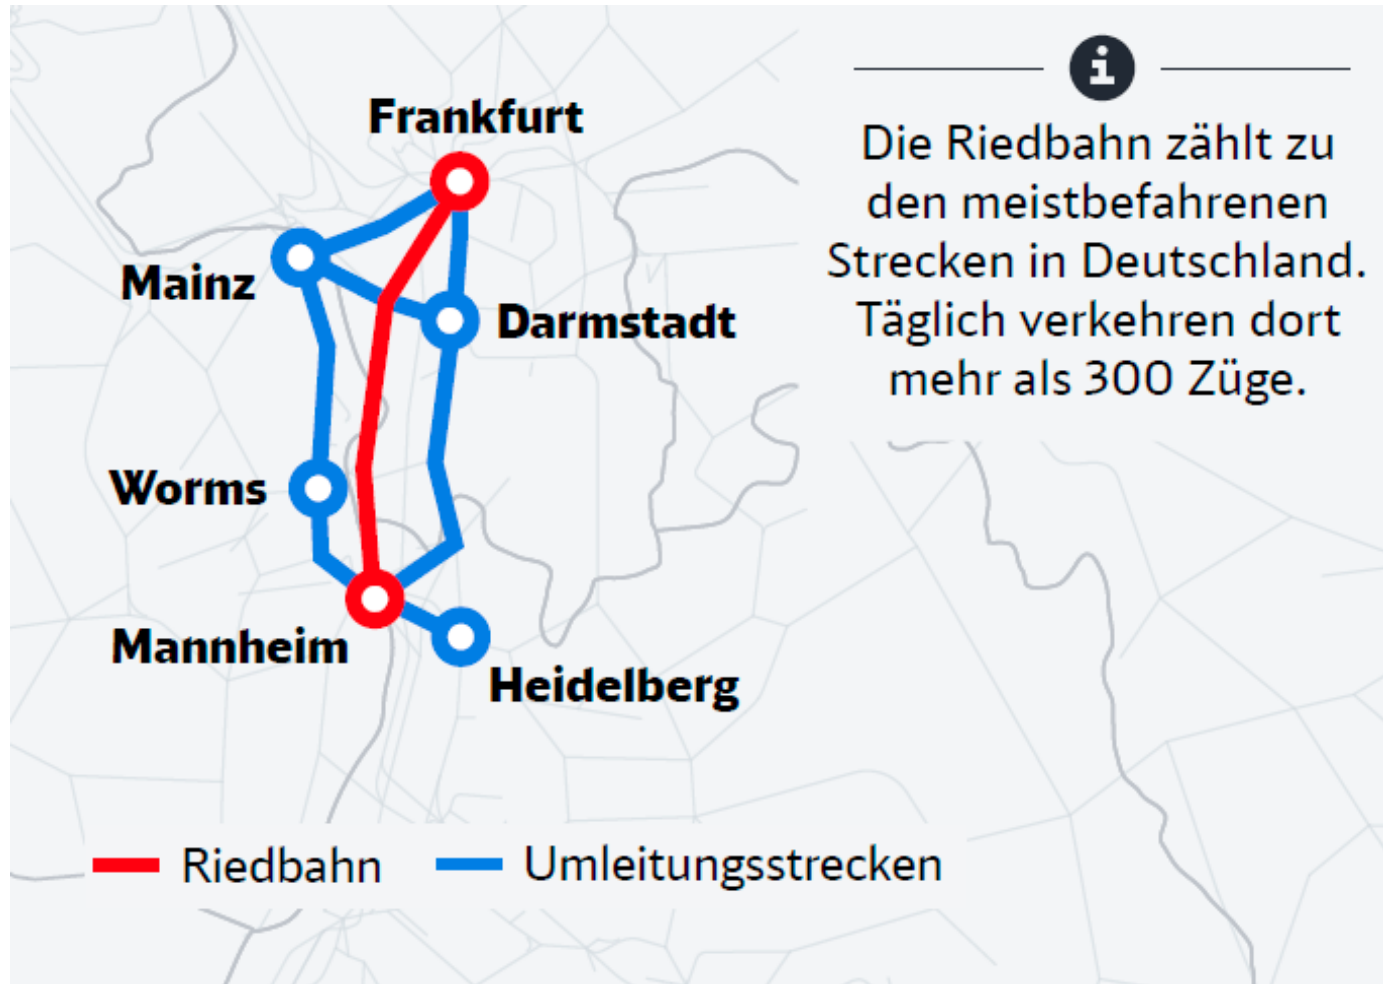 Frankfurt
Mainz
Darmstadt
Worms
Mannheim
Heidelberg
Die Riedbahn zählt zu
den meistbefahrenen
Strecken in Deutschland.
Täglich verkehren dort
mehr als 300 Züge.
Riedbahn
Umleitungsstrecken